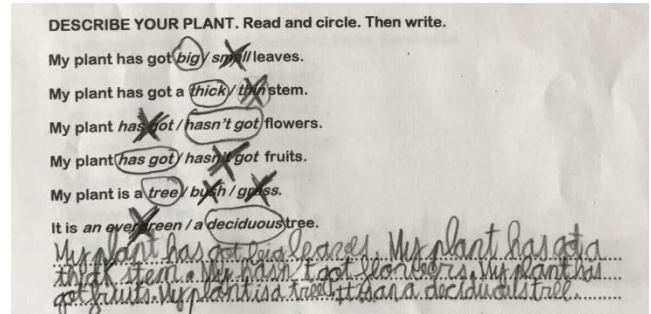 DESCRIBE YOUR PLANT. Read and circle. Then write.
My plant has got big / small leaves.
My plant has got a thick / thin stem.
My plant has got / hasn't got flowers.
My plant has got / hasn't got fruits.
My plant is a tree / bush / grass.
It is an evergreen / a deciduous tree.
My plant has got big leaves. My plant has got a
thick stem. My hasn't got flowers. My plant has
got fruits. My plant is a tree. It is an a deciduous tree.